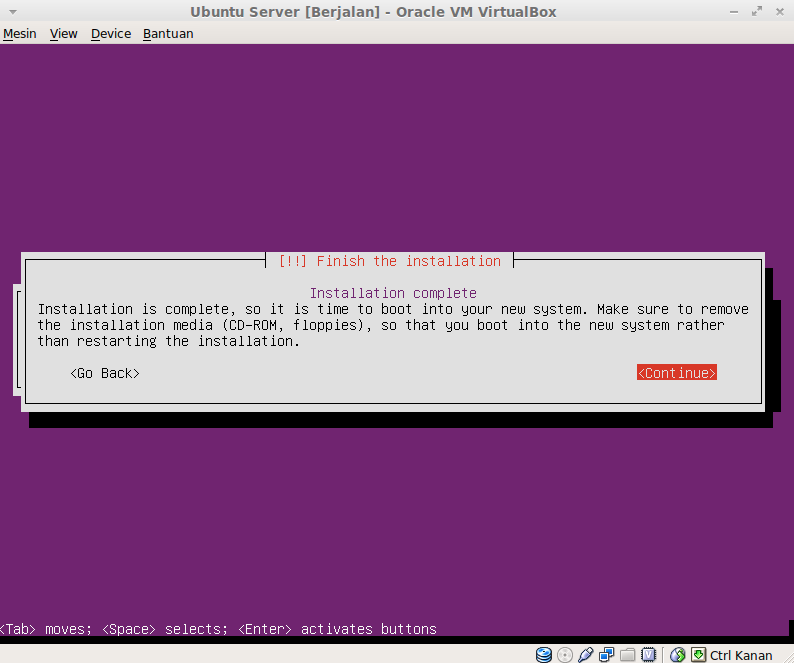 Ubuntu Server [Berjalan] - Oracle VM VirtualBox
Mesin View Device Bantuan
[!!] Finish the installation
Installation complete
Installation is complete, so it is time to boot into your new system. Make sure to remove
the installation media (CD-ROM, floppies), so that you boot into the new system rather
than restarting the installation.
<Go Back> <Continue>
<Tab> moves; <Space> selects; <Enter> activates buttons
Ctrl Kanan